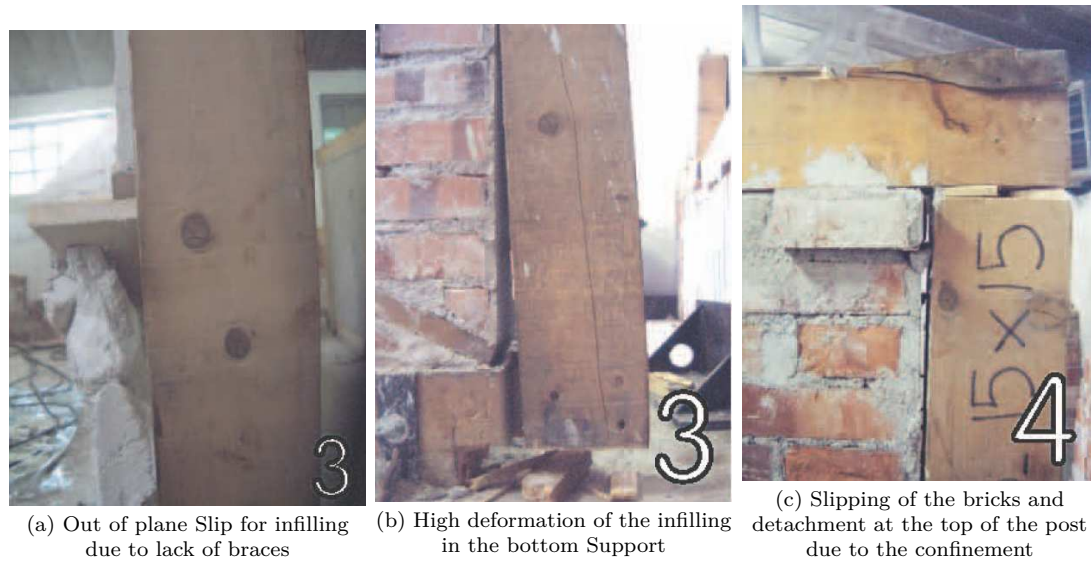 3
3
15 x 15
4
(a) Out of plane Slip for infilling
due to lack of braces
(b) High deformation of the infilling
in the bottom Support
(c) Slipping of the bricks and
detachment at the top of the post
due to the confinement